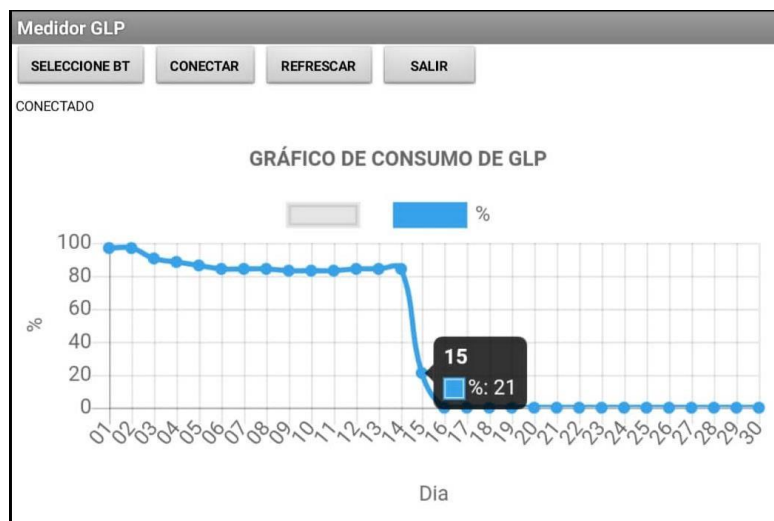 Medidor GLP
SELECCIONE BT CONECTAR REFRESCAR SALIR
CONECTADO
GRÁFICO DE CONSUMO DE GLP
%
100
80
60
40
20
0
%
15
%: 21
01 02 03 04 05 06 07 08 09 10 11 12 13 14 15 16 17 18 19 20 21 22 23 24 25 26 27 28 29 30
Dia